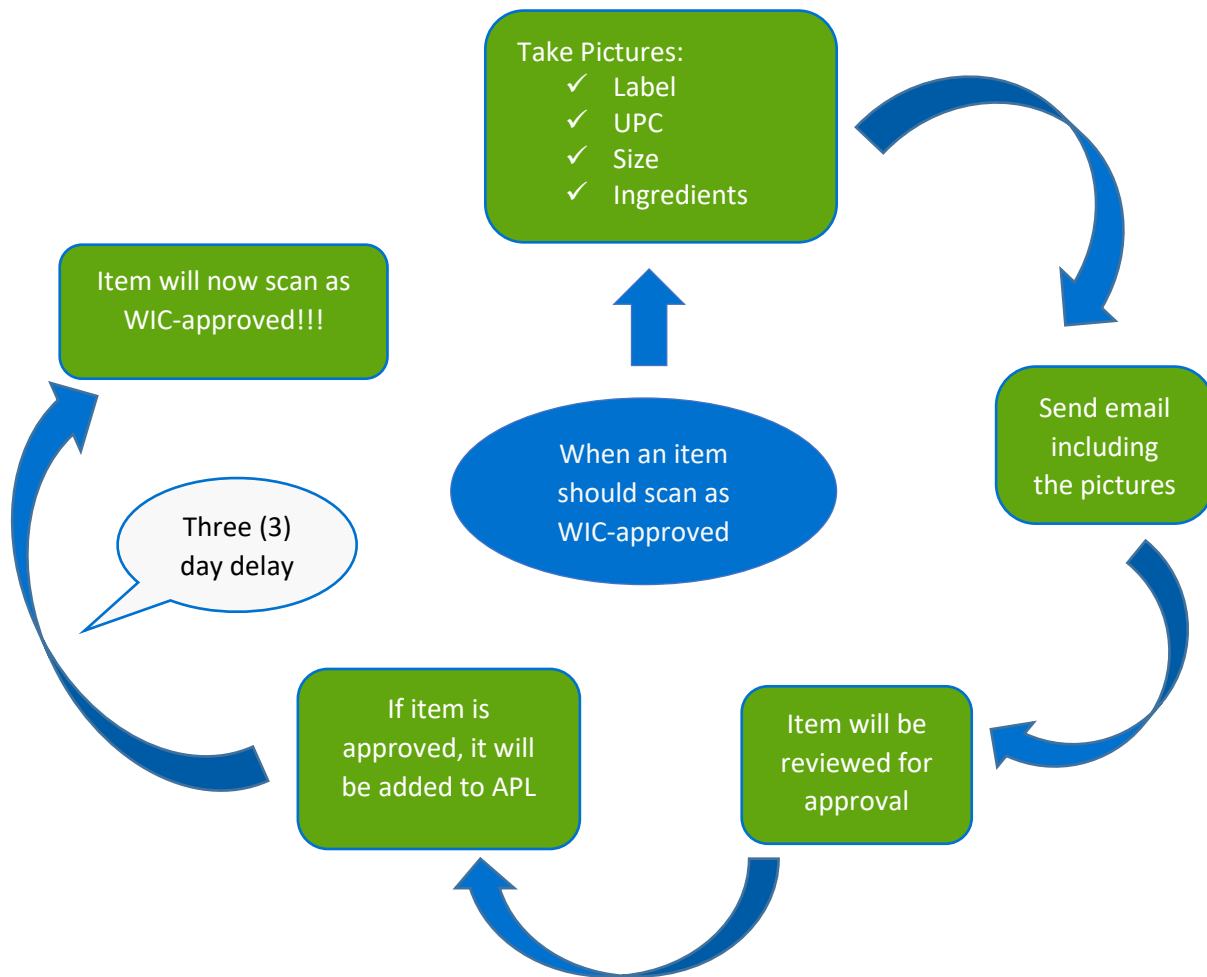 When an item
should scan as
WIC-approved
Take Pictures:
✓ Label
✓ UPC
✓ Size
✓ Ingredients
Send email
including
the pictures
Item will be
reviewed for
approval
If item is
approved, it will
be added to APL
Three (3)
day delay
Item will now scan as
WIC-approved!!!